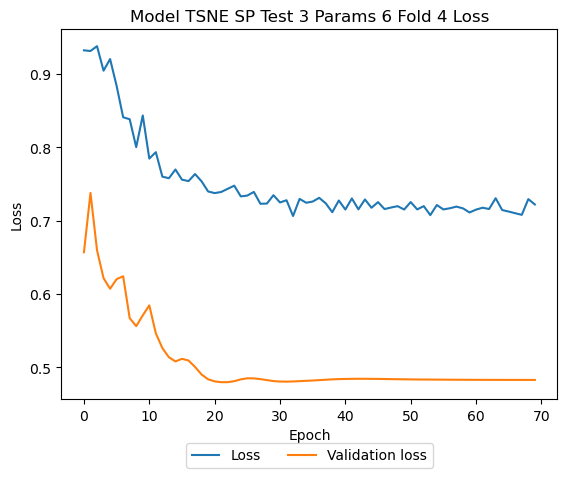 Model TSNE SP Test 3 Params 6 Fold 4 Loss
0.9
0.8
0.7
0.6
0.5
Loss
0 10 20 30 40 50 60 70
Epoch
Loss Validation loss